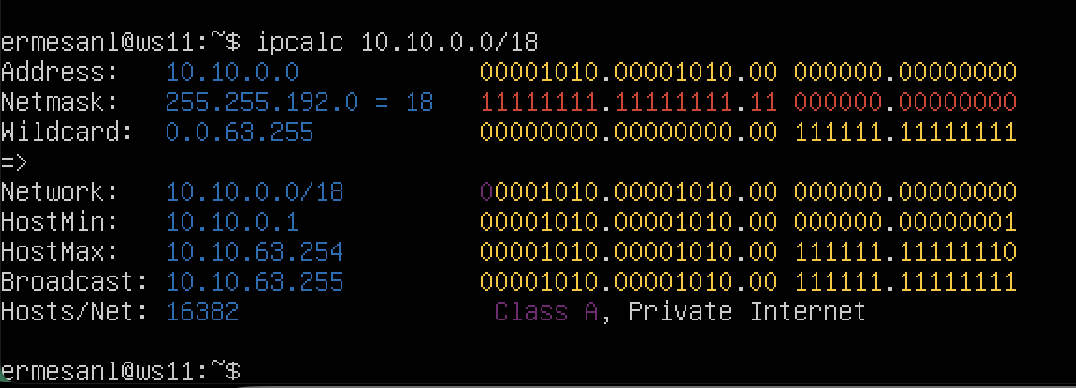 ermesanl@ws11:~$ ipcalc 10.10.0.0/18
Address:   10.10.0.0            00001010.00001010.00 000000.00000000
Netmask:   255.255.192.0 = 18   11111111.11111111.11 000000.00000000
Wildcard:  0.0.63.255           00000000.00000000.00 111111.11111111
=>
Network:   10.10.0.0/18         00001010.00001010.00 000000.00000000
HostMin:   10.10.0.1            00001010.00001010.00 000000.00000001
HostMax:   10.10.63.254         00001010.00001010.00 111111.11111110
Broadcast: 10.10.63.255         00001010.00001010.00 111111.11111111
Hosts/Net: 16382                 Class A, Private Internet
ermesanl@ws11:~$